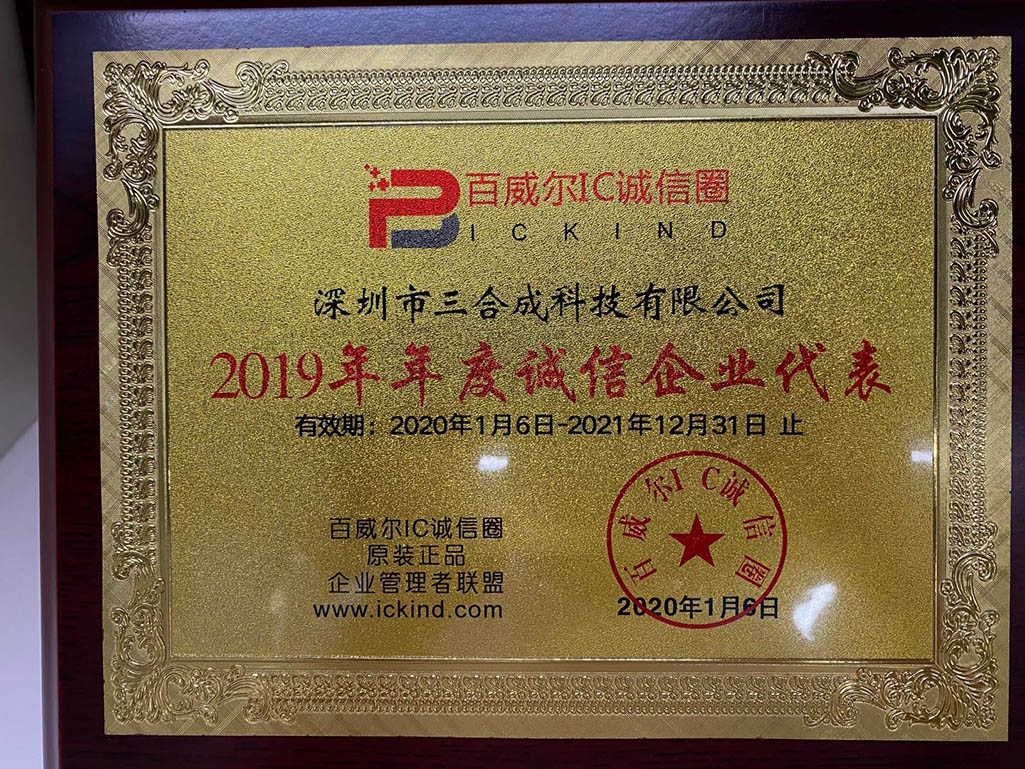 百威尔IC诚信圈
ICKIND
深圳市三合成科技有限公司
2019年年度诚信企业代表
有效期：2020年1月6日-2021年12月31日 止
百威尔IC诚信圈
原装正品
企业管理者联盟
www.ickind.com
百威尔IC诚信圈
2020年1月6日